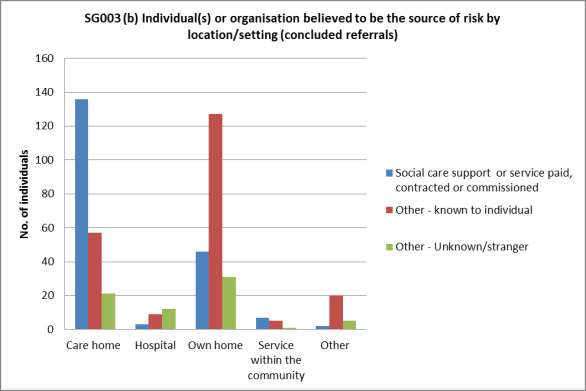 SG003 (b) Individual(s) or organisation believed to be the source of risk by
location/setting (concluded referrals)
160
140
120
100
80
60
40
20
0
No. of individuals
Care home
Hospital
Own home
Service
within the
community
Other
Social care support or service paid,
contracted or commissioned
Other - known to individual
Other - Unknown/stranger